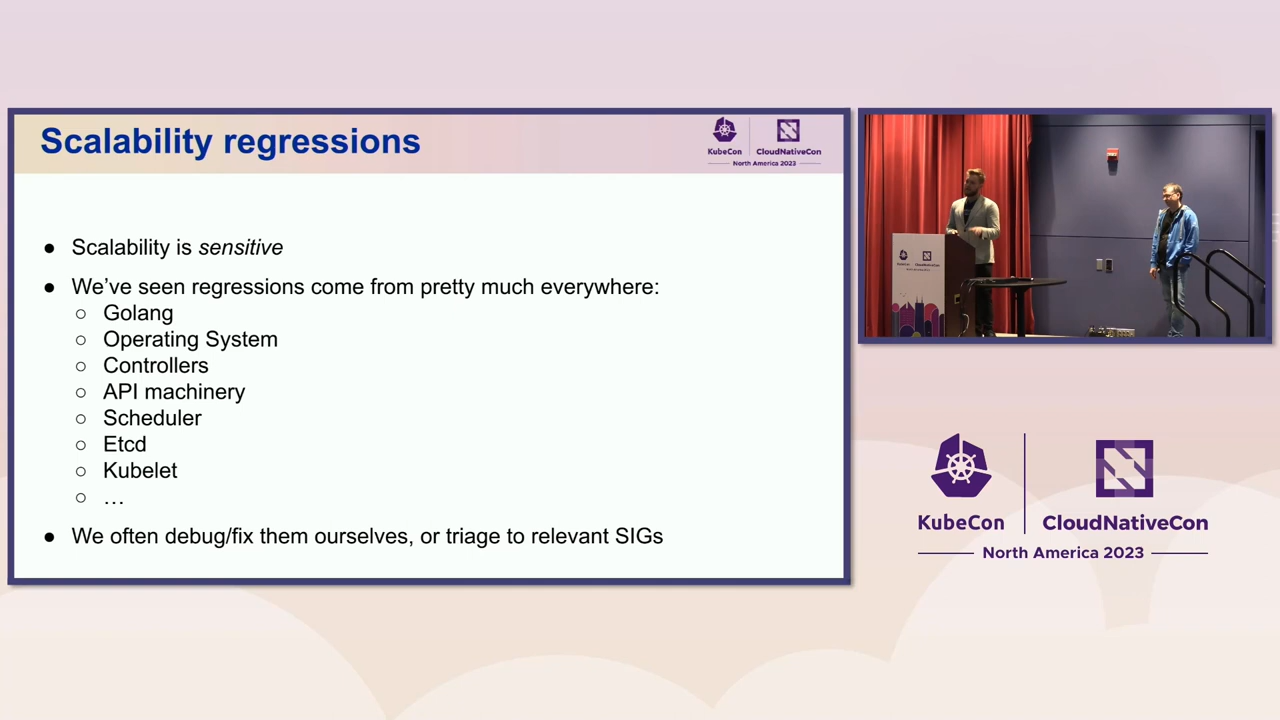 Scalability regressions
KubeCon
CloudNativeCon
North America 2023
● Scalability is sensitive
● We've seen regressions come from pretty much everywhere:
○ Golang
○ Operating System
○ Controllers
○ API machinery
○ Scheduler
○ Etcd
○ Kubelet
○ …
● We often debug/fix them ourselves, or triage to relevant SIGs
KubeCon
CloudNativeCon
North America 2023